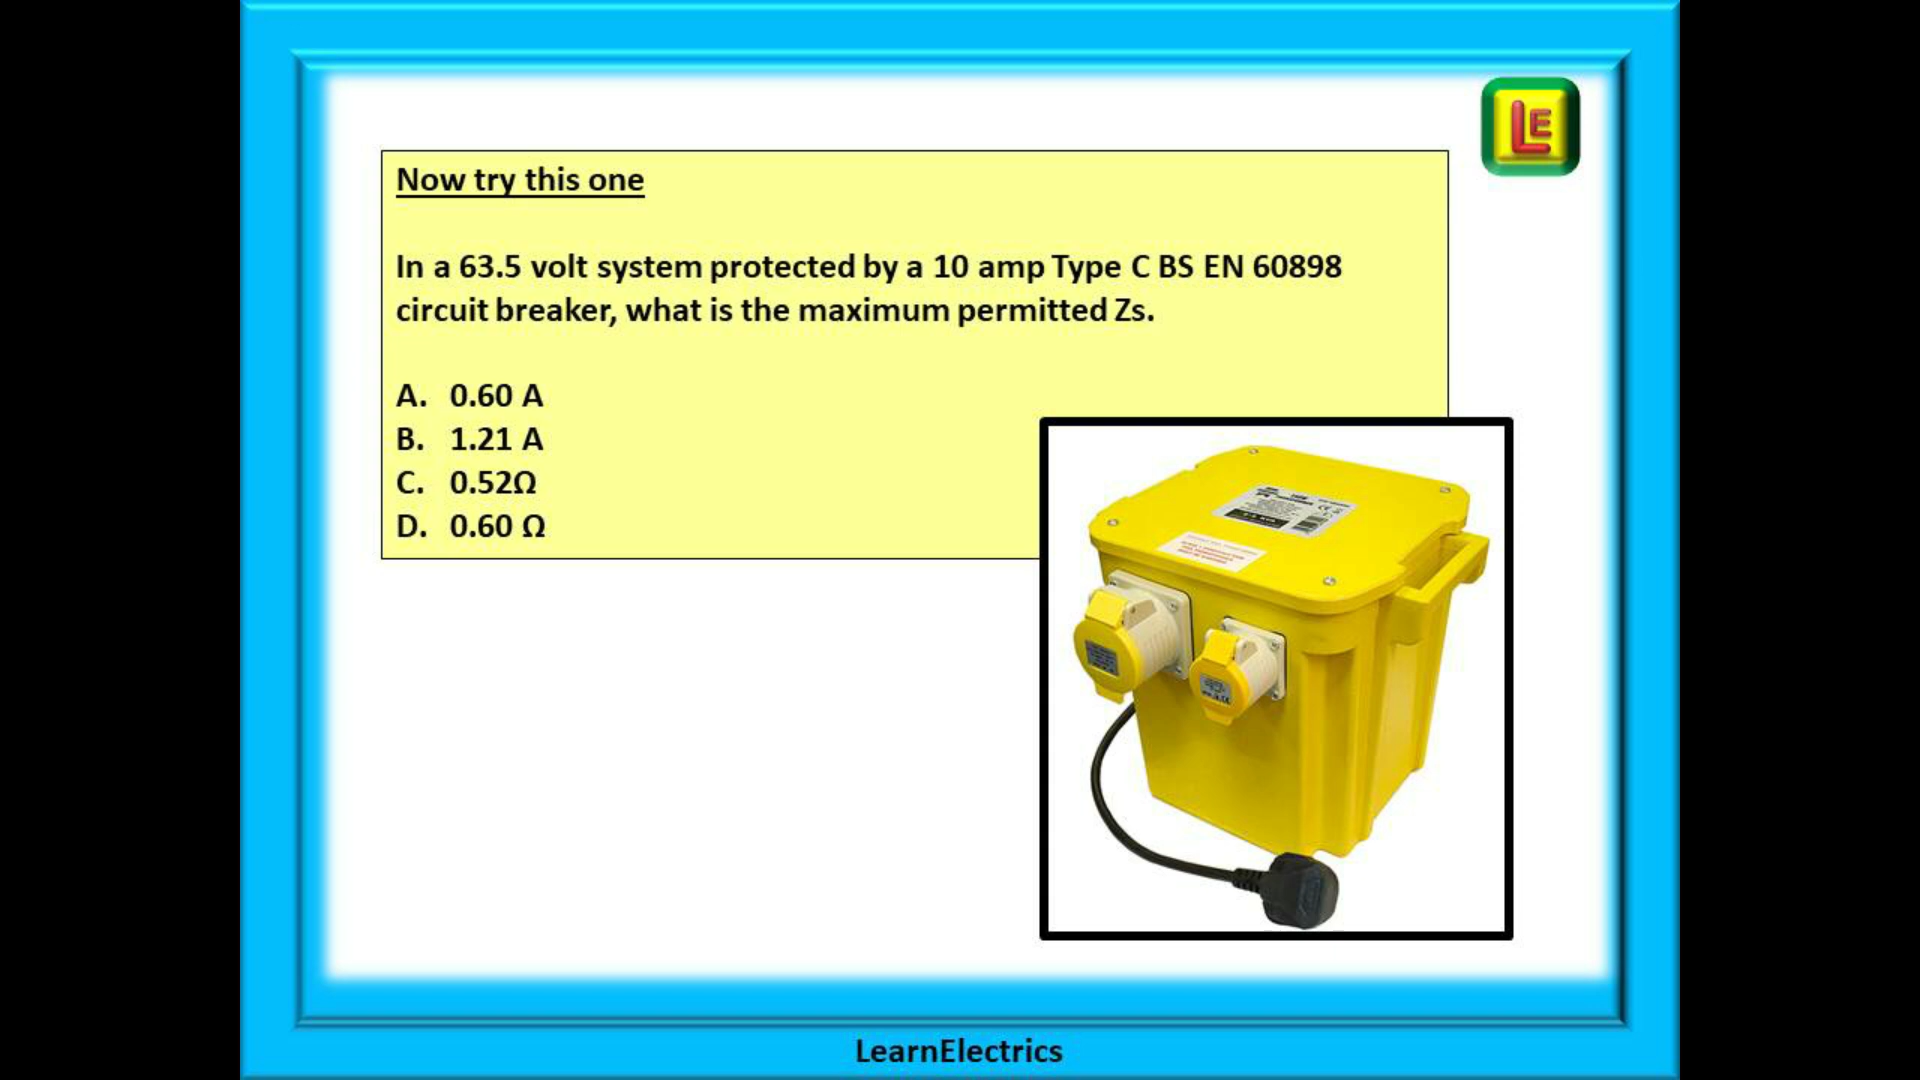 LE
Now try this one
In a 63.5 volt system protected by a 10 amp Type C BS EN 60898
circuit breaker, what is the maximum permitted Zs.
A. 0.60 A
B. 1.21 A
C. 0.52Ω
D. 0.60 Ω
LearnElectrics